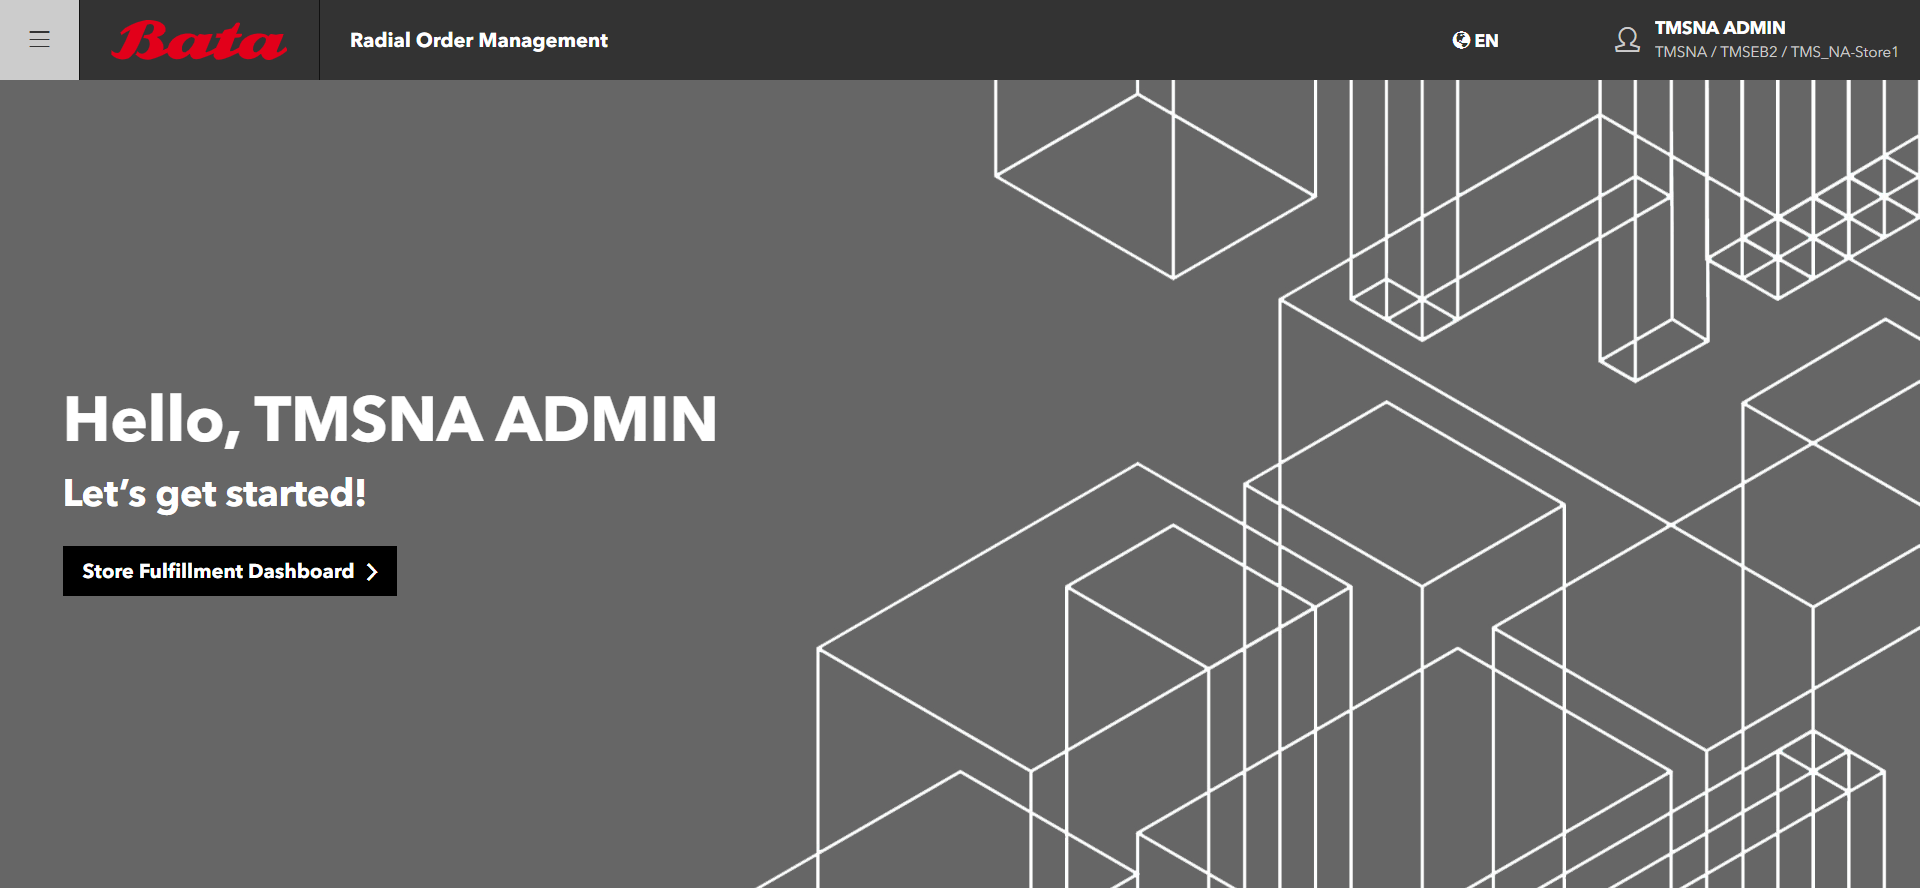 Bata
Radial Order Management
EN
TMSNA ADMIN
TMSNA / TMSEB2 / TMS_NA-Store1
Hello, TMSNA ADMIN
Let’s get started!
Store Fulfillment Dashboard